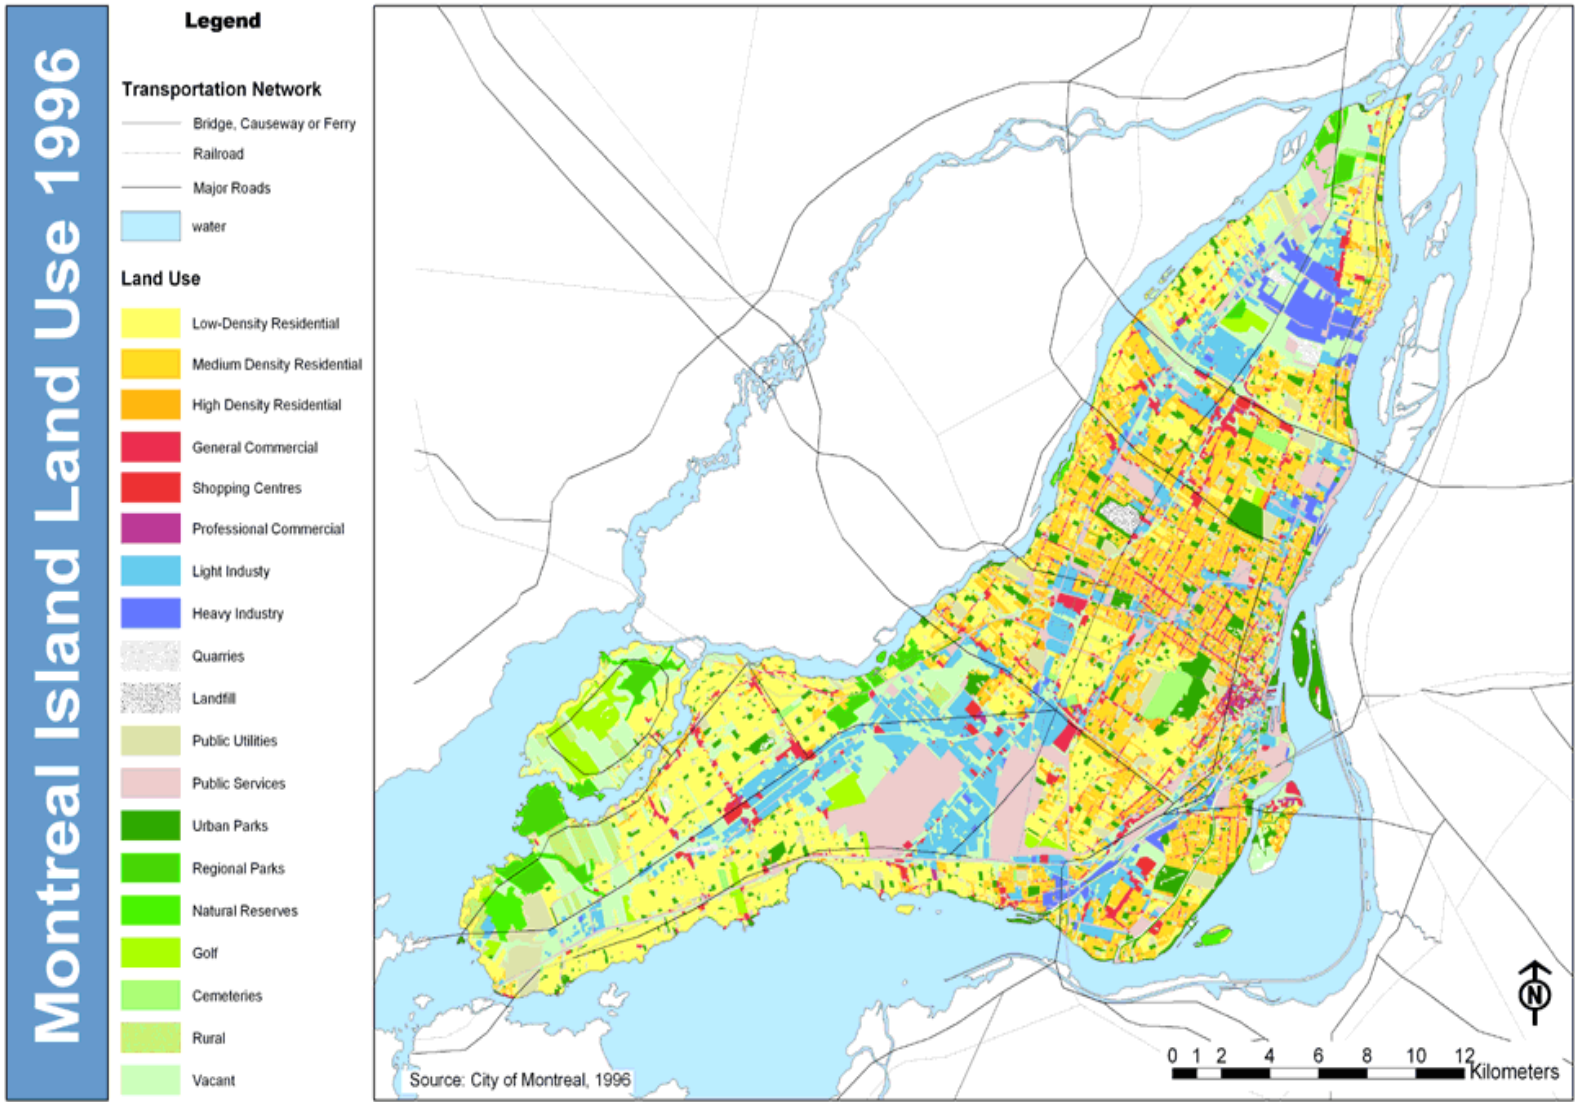 Montreal Island Land Use 1996
Legend
Transportation Network
Bridge, Causeway or Ferry
Railroad
Major Roads
water
Land Use
Low-Density Residential
Medium Density Residential
High Density Residential
General Commercial
Shopping Centres
Professional Commercial
Light Industy
Heavy Industry
Quarries
Landfill
Public Utilities
Public Services
Urban Parks
Regional Parks
Natural Reserves
Golf
Cemeteries
Rural
Vacant
Source: City of Montreal, 1996
N
0 1 2 4 6 8 10 12
Kilometers